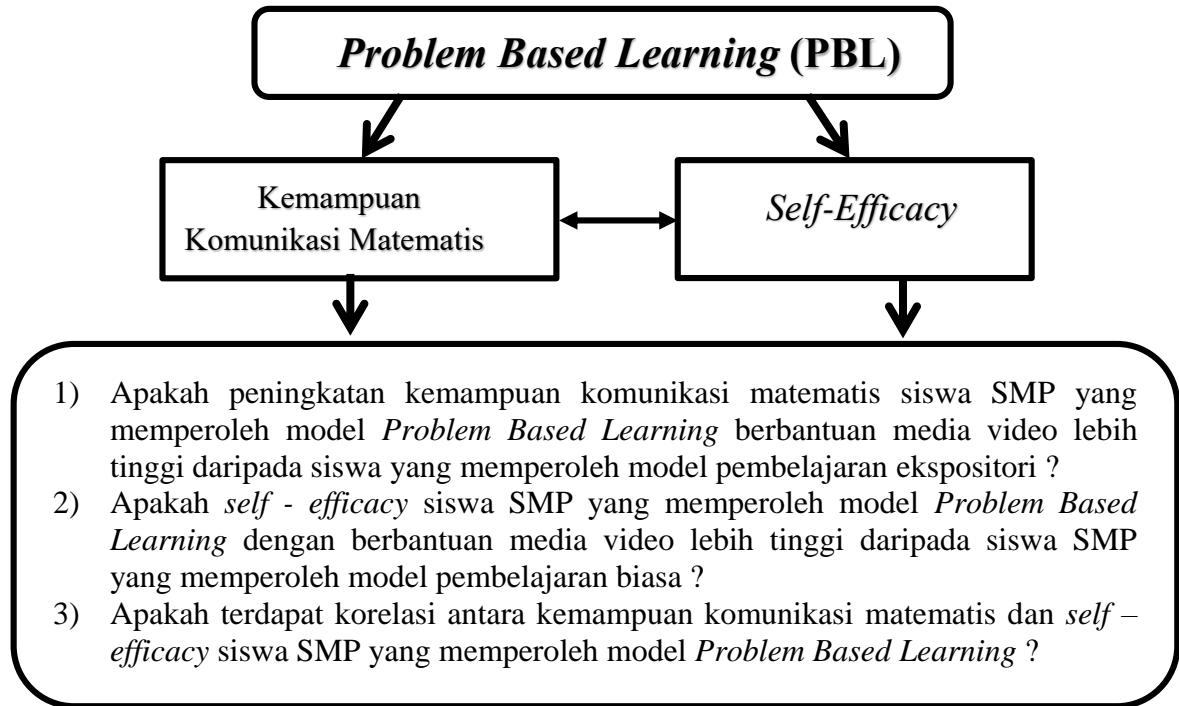 Problem Based Learning (PBL)
Kemampuan
Komunikasi Matematis
Self-Efficacy
1) Apakah peningkatan kemampuan komunikasi matematis siswa SMP yang
memperoleh model Problem Based Learning berbantuan media video lebih
tinggi daripada siswa yang memperoleh model pembelajaran ekspositori ?
2) Apakah self - efficacy siswa SMP yang memperoleh model Problem Based
Learning dengan berbantuan media video lebih tinggi daripada siswa SMP
yang memperoleh model pembelajaran biasa ?
3) Apakah terdapat korelasi antara kemampuan komunikasi matematis dan self –
efficacy siswa SMP yang memperoleh model Problem Based Learning ?